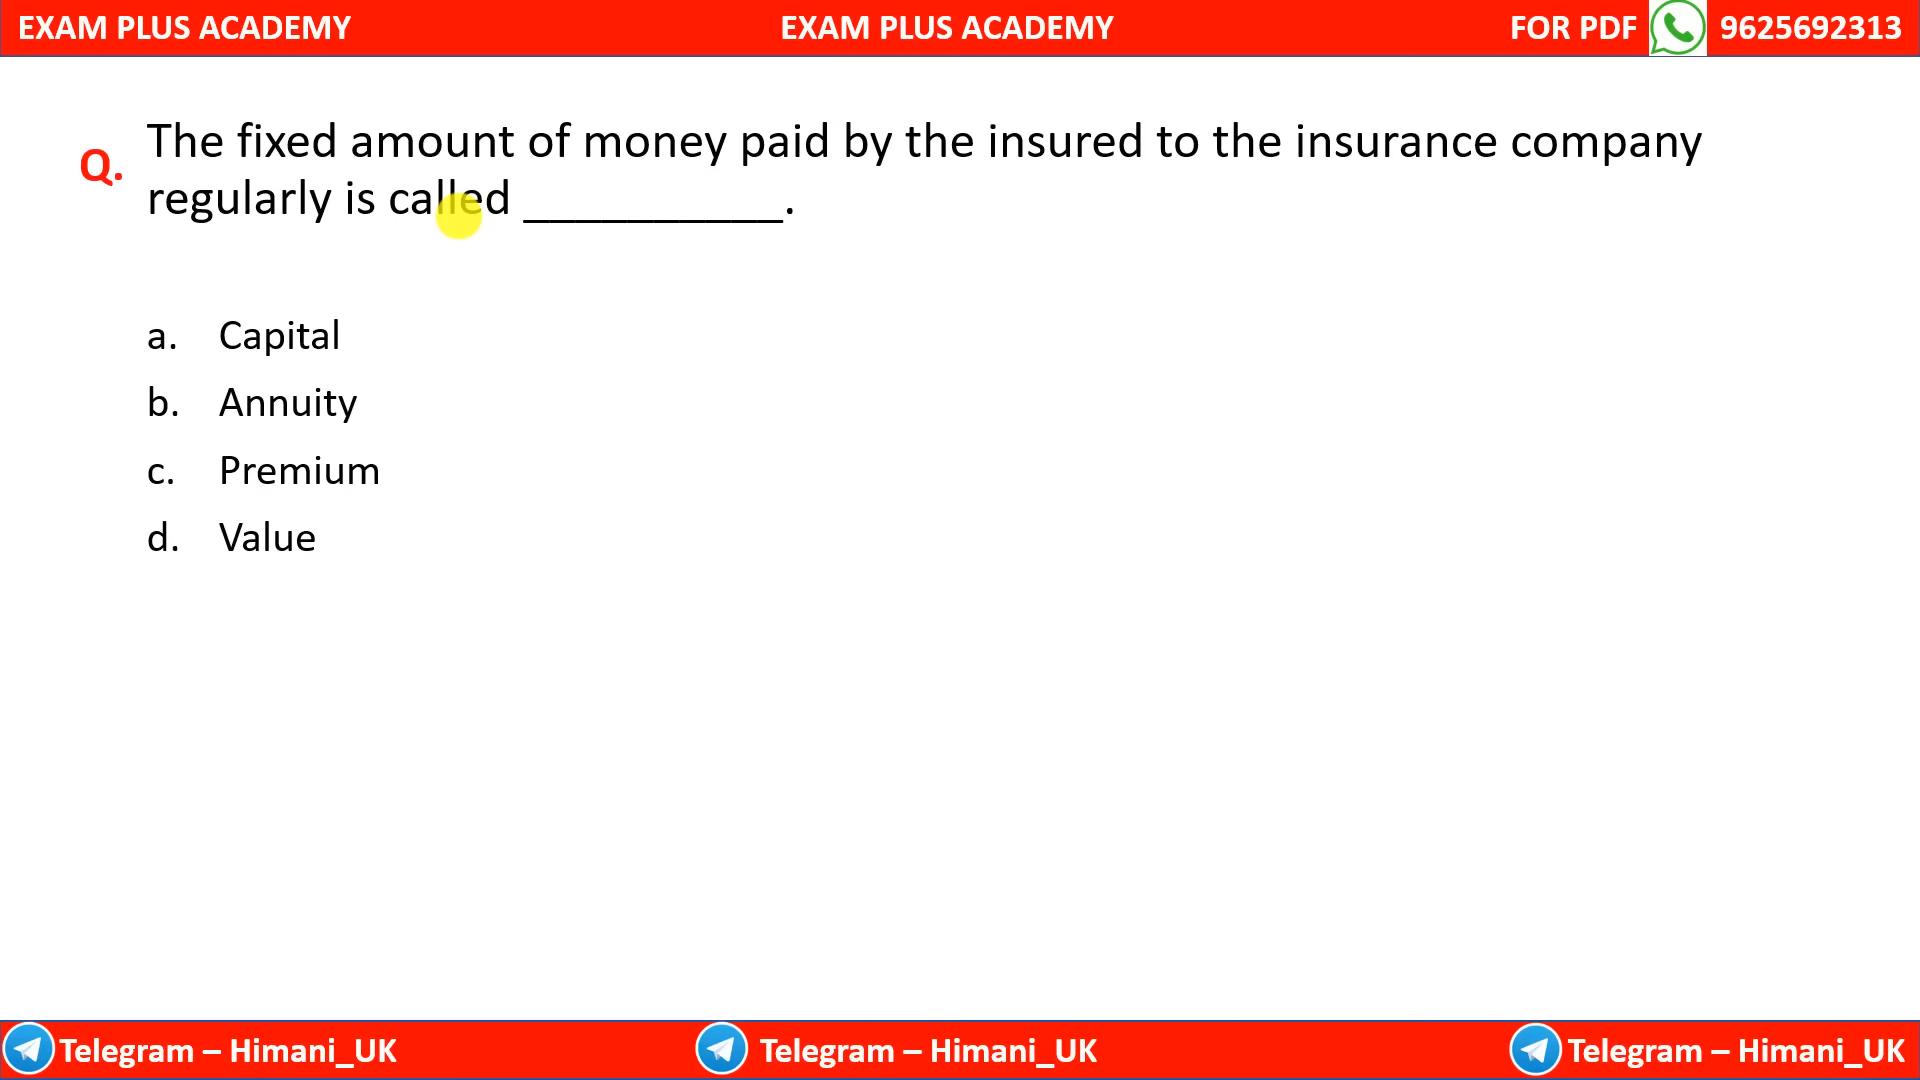 EXAM PLUS ACADEMY EXAM PLUS ACADEMY FOR PDF 9625692313
Q. The fixed amount of money paid by the insured to the insurance company
regularly is called __________.
a. Capital
b. Annuity
c. Premium
d. Value
Telegram – Himani_UK Telegram – Himani_UK Telegram – Himani_UK